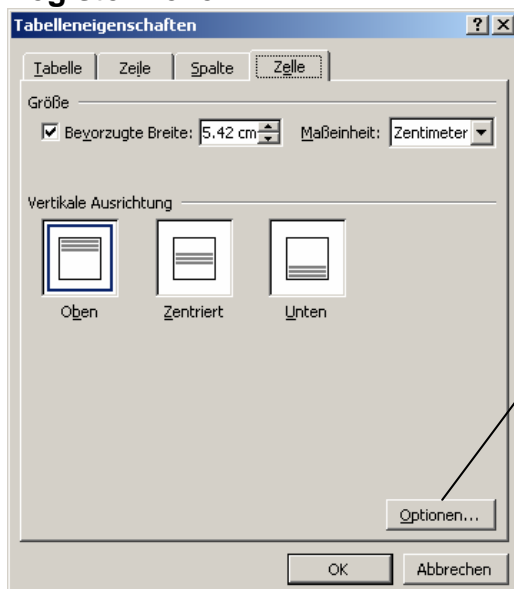 Tabelleneigenschaften
Tabelle Zeile Spalte Zelle
Größe
Bevorzugte Breite: 5.42 cm Maßeinheit: Zentimeter
Vertikale Ausrichtung
Oben Zentriert Unten
Optionen...
OK Abbrechen